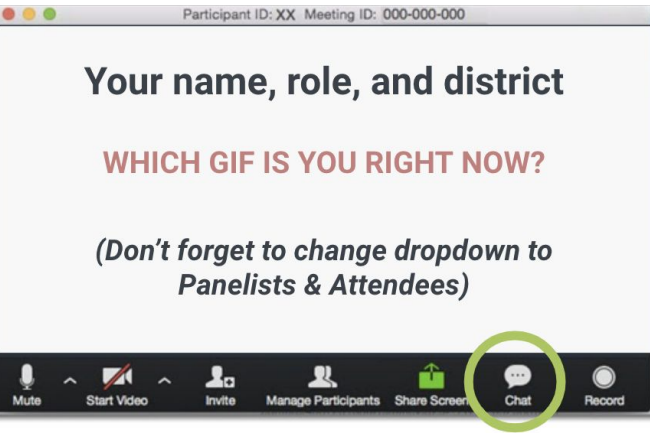 Participant ID: XX Meeting ID: 000-000-000
Your name, role, and district
WHICH GIF IS YOU RIGHT NOW?
(Don't forget to change dropdown to
Panelists & Attendees)
Mute Start Video Invite Manage Participants Share Screen Chat Record